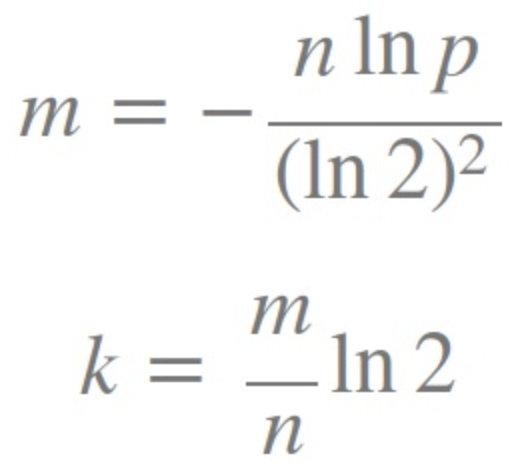 m = − n ln p / (ln 2)²
k = m / n ln 2